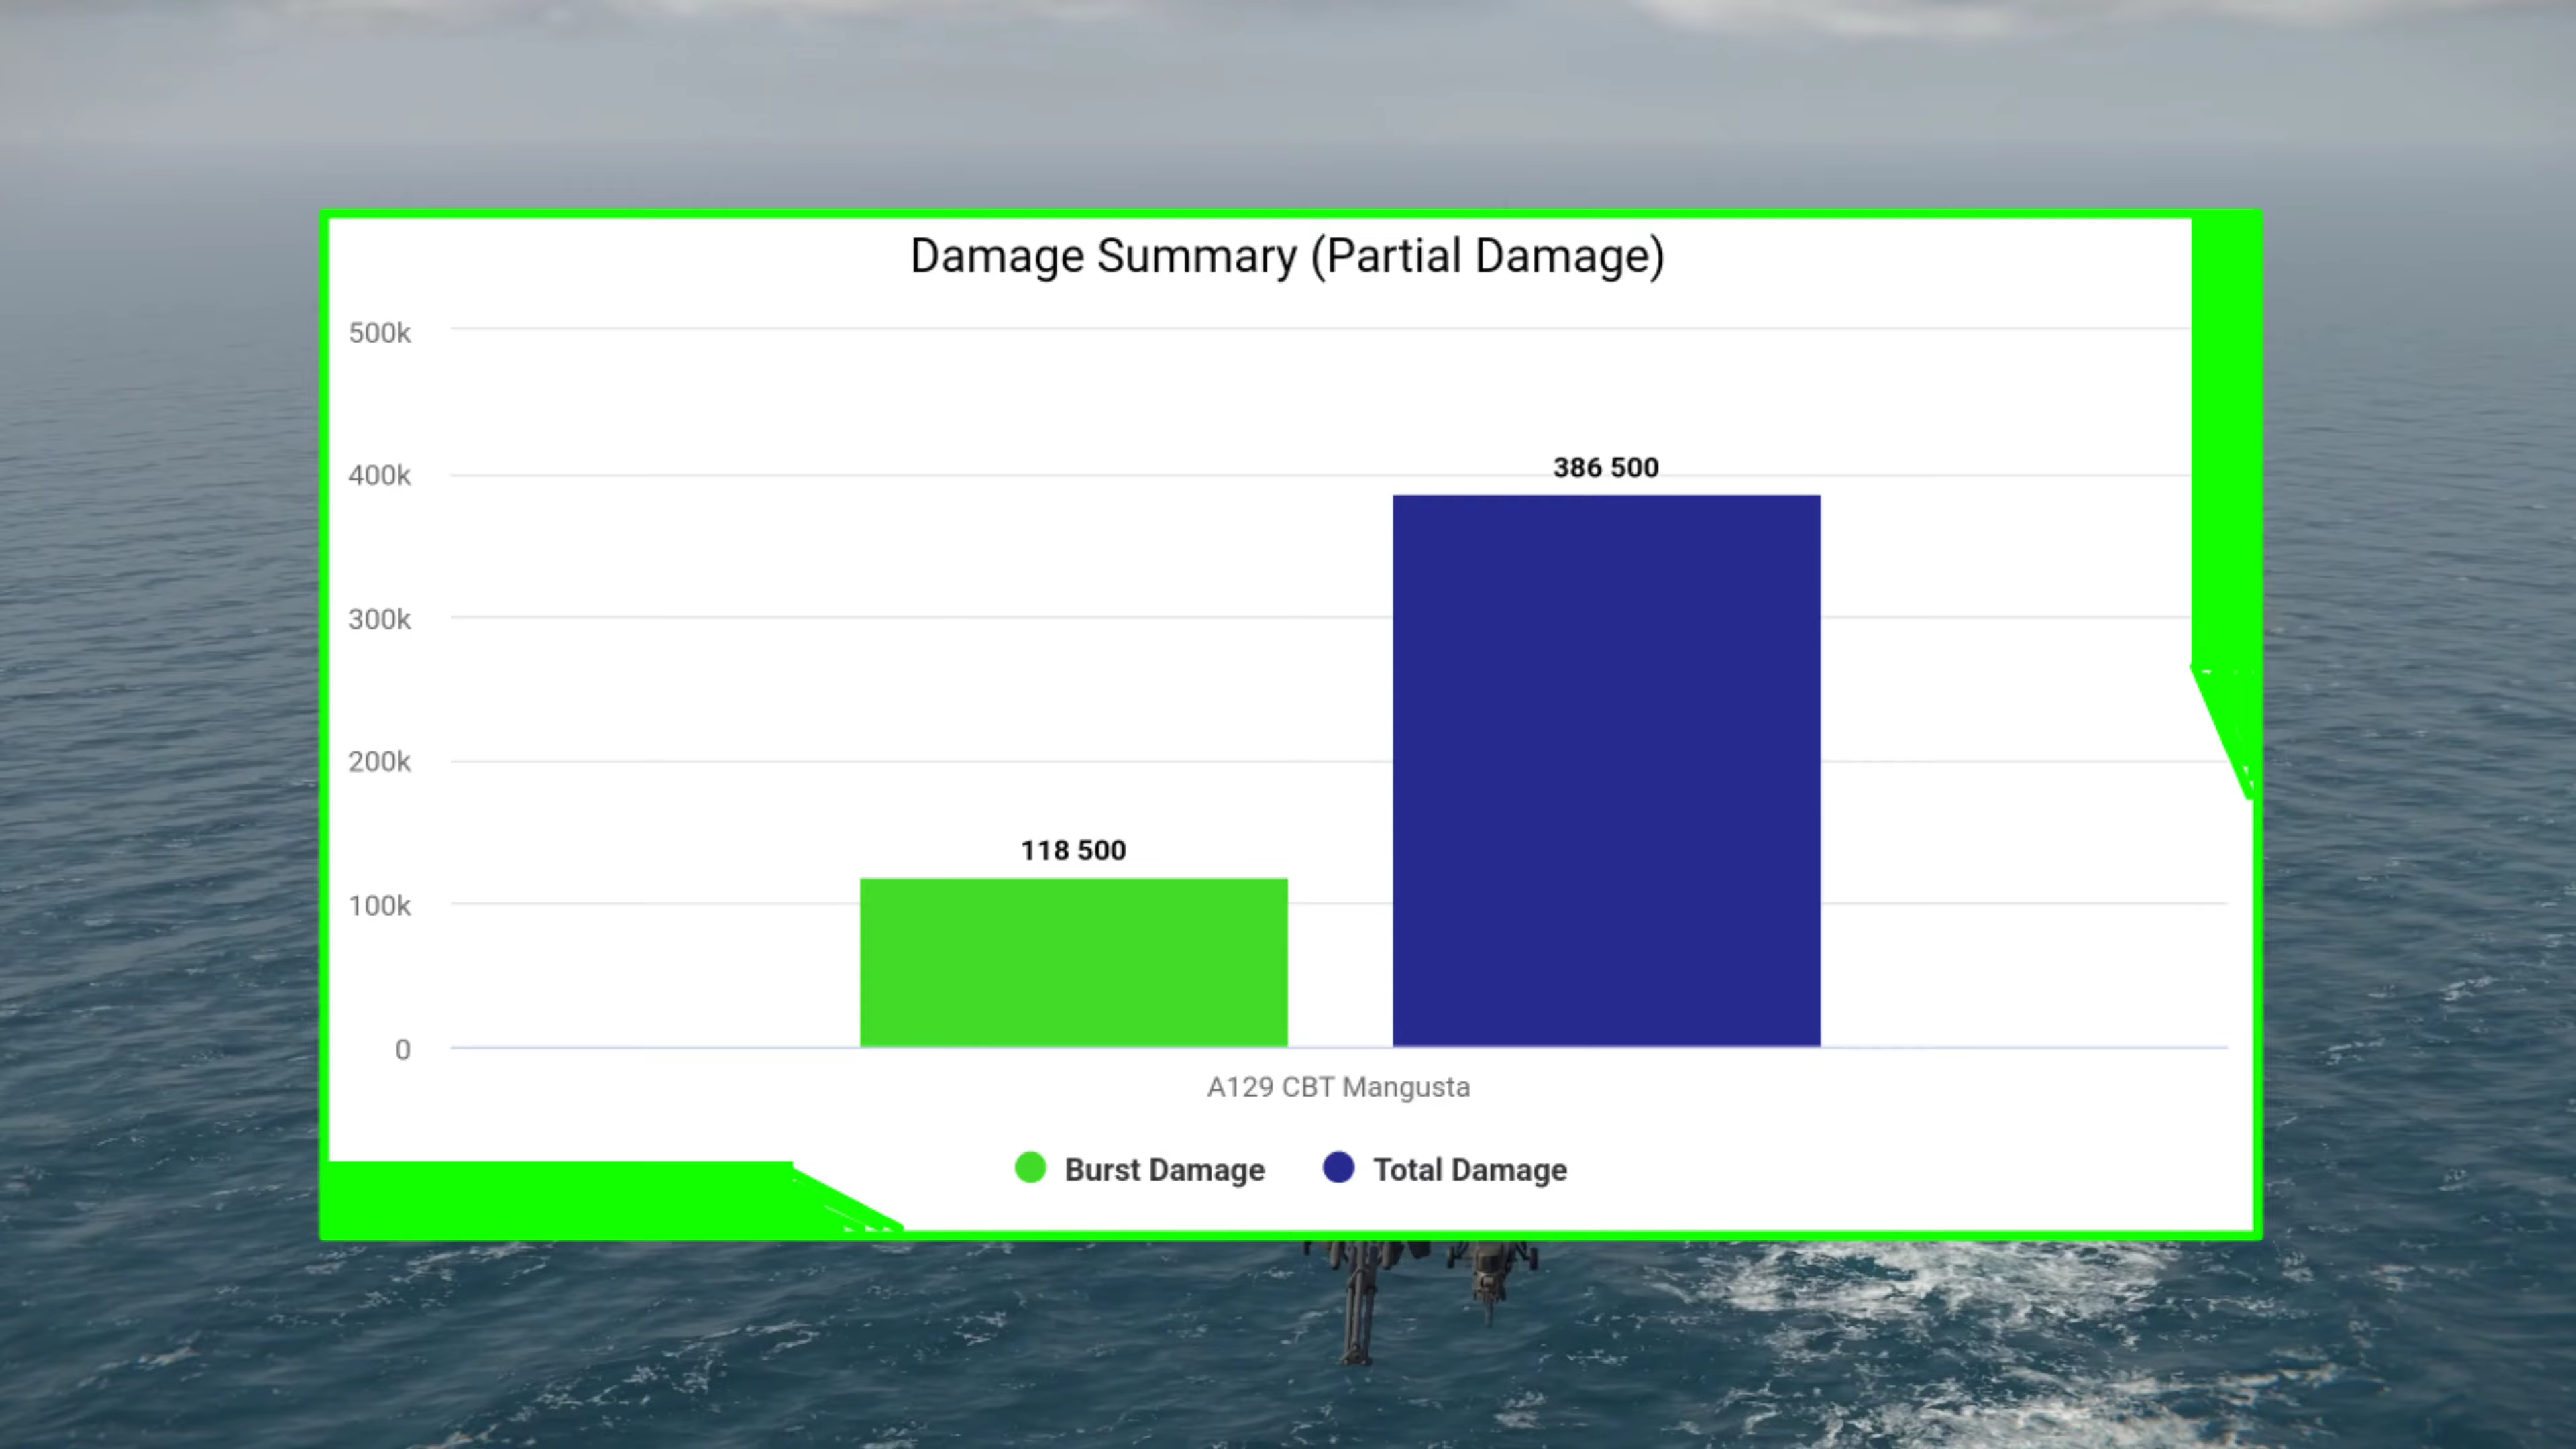 Damage Summary (Partial Damage)
500k
400k
300k
200k
100k
0
386 500
118 500
A129 CBT Mangusta
Burst Damage
Total Damage